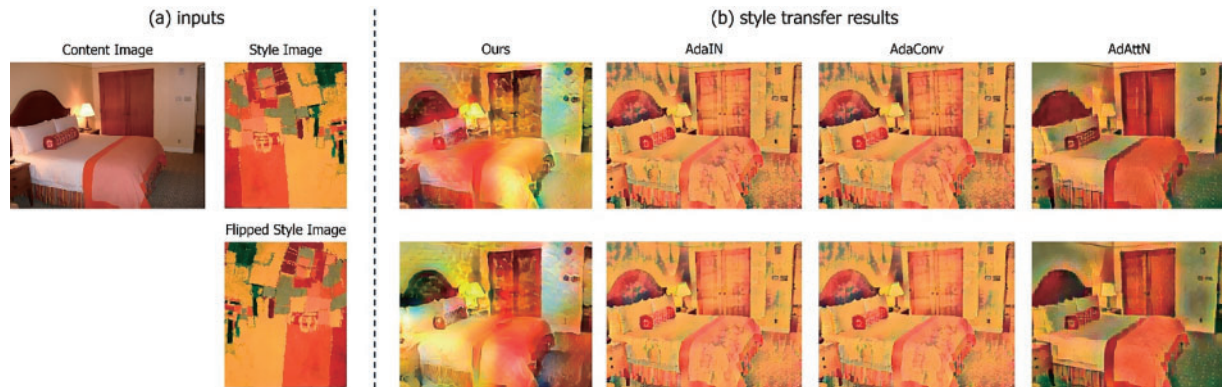 (a) inputs
(b) style transfer results
Content Image
Style Image
Ours
AdaIN
AdaConv
AdAttN
Flipped Style Image